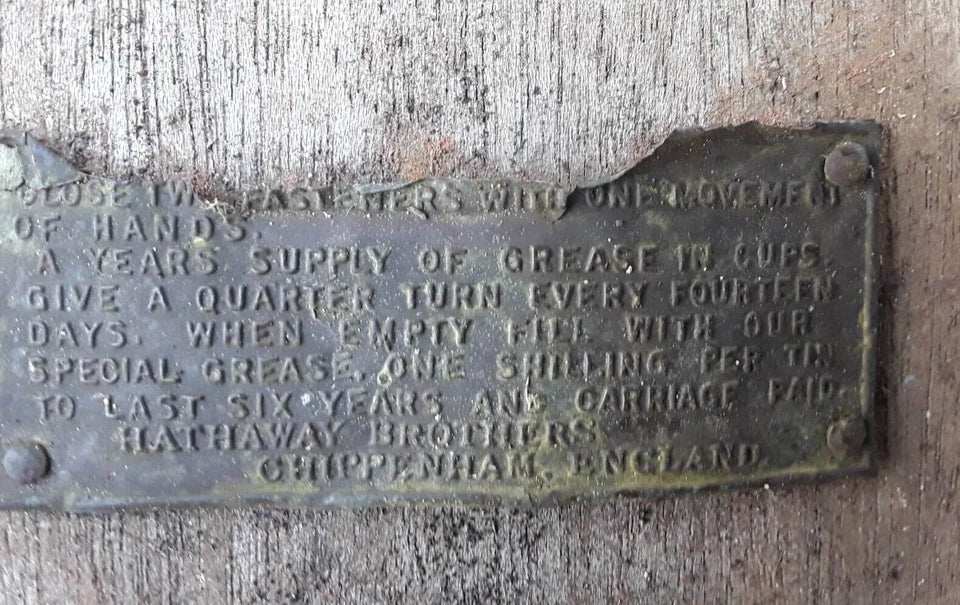 CLOSE TWO FASTENERS WITH ONE MOVEMENT
OF HANDS.
A YEARS SUPPLY OF GREASE IN CUPS.
GIVE A QUARTER TURN EVERY FOURTEEN
DAYS. WHEN EMPTY FILL WITH OUR
SPECIAL GREASE, ONE SHILLING PER TIN
TO LAST SIX YEARS AND CARRIAGE PAID.
HATHAWAY BROTHERS
CHIPPENHAM, ENGLAND